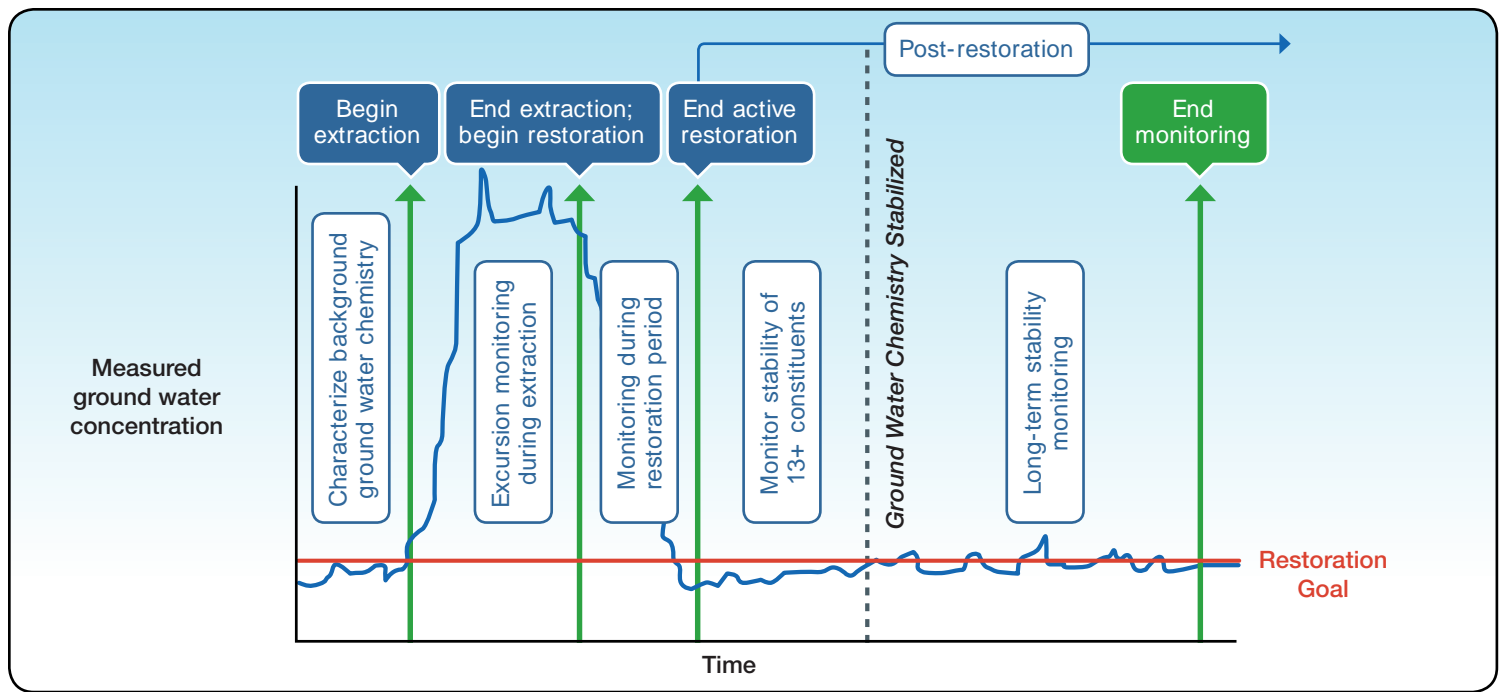 Post-restoration
Begin
extraction
End extraction;
begin restoration
End active
restoration
End
monitoring
Measured
ground water
concentration
Characterize background
ground water chemistry
Excursion monitoring
during extraction
Monitoring during
restoration period
Monitor stability of
13+ constituents
Ground Water Chemistry Stabilized
Long-term stability
monitoring
Restoration
Goal
Time